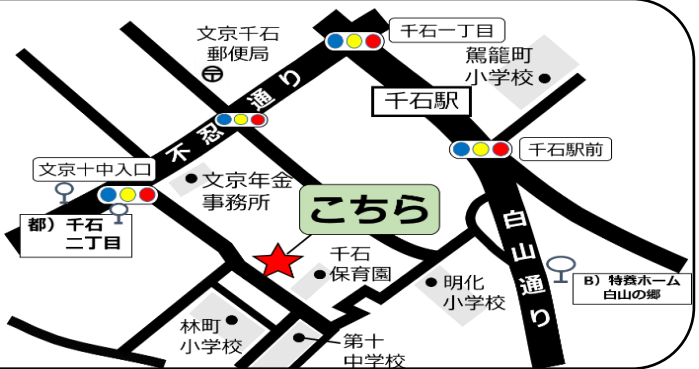 文京千石
郵便局
千石一丁目
駕籠町
小学校
千石駅
不忍通り
千石駅前
文京十中入口
文京年金
事務所
こちら
都）千石
二丁目
千石
保育園
明化
小学校
白山通り
B）特養ホーム
白山の郷
林町
小学校
第十
中学校